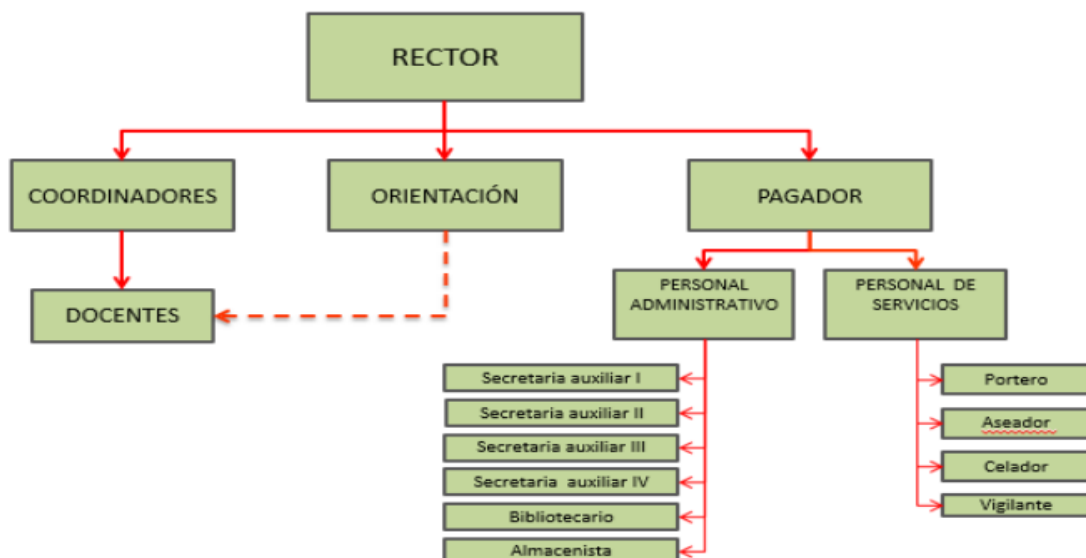 RECTOR
COORDINADORES
ORIENTACIÓN
PAGADOR
DOCENTES
PERSONAL
ADMINISTRATIVO
PERSONAL DE
SERVICIOS
Secretaria auxiliar I
Secretaria auxiliar II
Secretaria auxiliar III
Secretaria auxiliar IV
Bibliotecario
Almacenista
Portero
Aseador
Celador
Vigilante